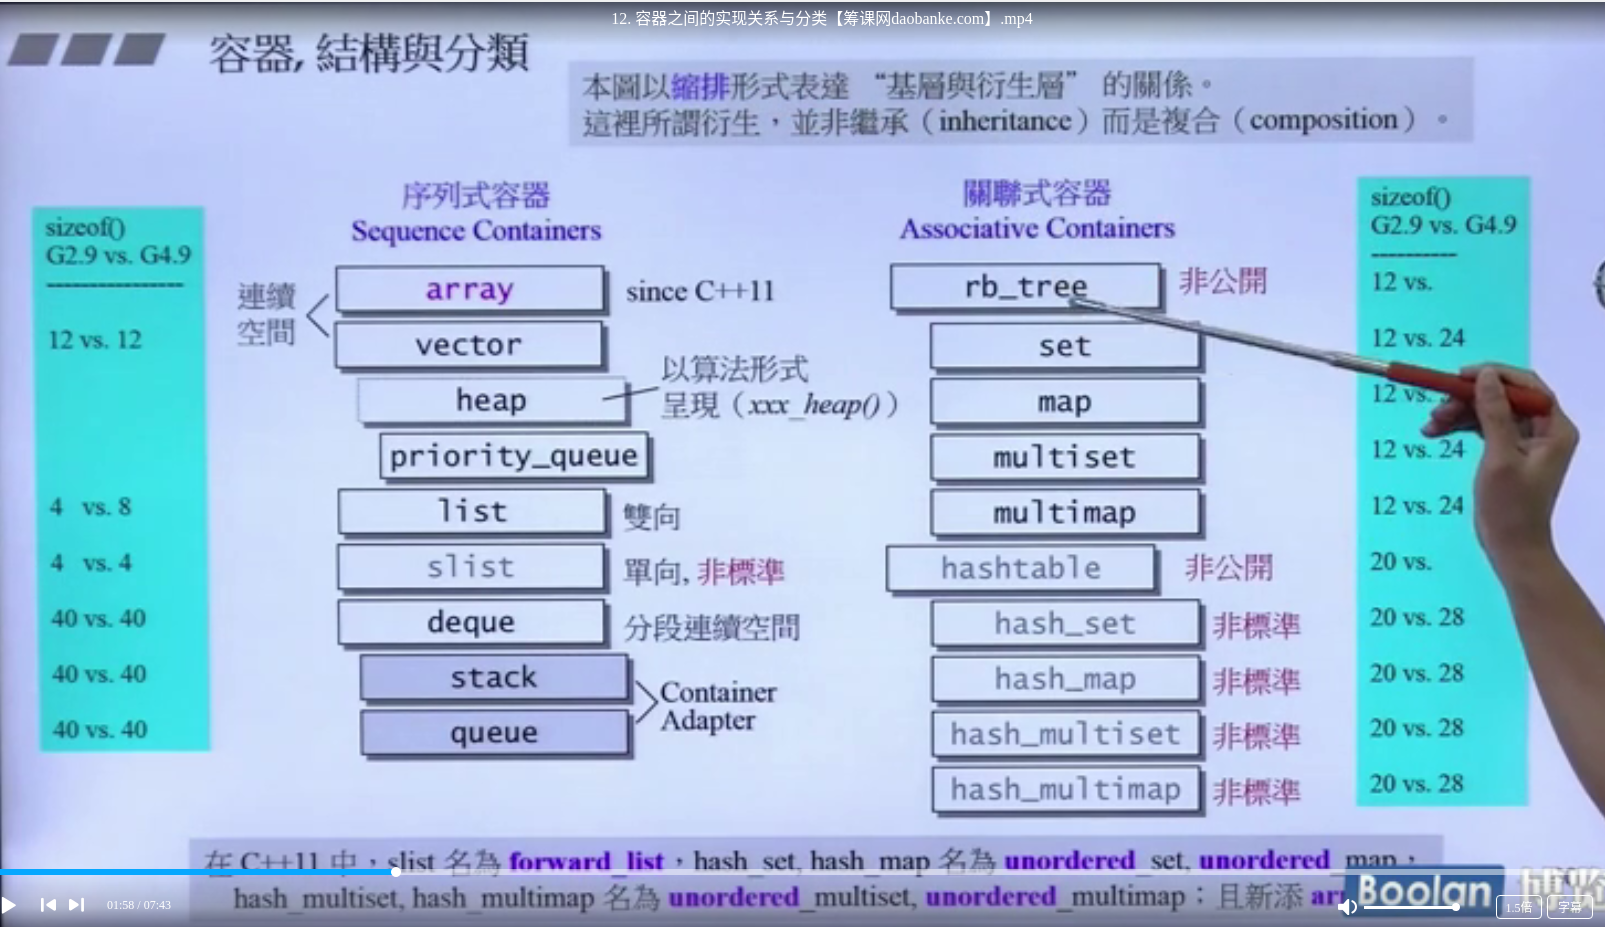 12. 容器之间的实现关系与分类【筹课网daobanke.com】.mp4
容器, 結構與分類
本圖以縮排形式表達 “基層與衍生層” 的關係。
這裡所謂衍生，並非繼承（inheritance）而是複合（composition）。
序列式容器
Sequence Containers
sizeof()
G2.9 vs. G4.9
----------------
12 vs. 12
4 vs. 8
4 vs. 4
40 vs. 40
40 vs. 40
40 vs. 40
連續
空間
array
since C++11
vector
heap
以算法形式
呈現（xxx_heap()）
priority_queue
list
雙向
slist
單向, 非標準
deque
分段連續空間
stack
queue
Container
Adapter
關聯式容器
Associative Containers
rb_tree
非公開
set
map
multiset
multimap
hashtable
非公開
hash_set
非標準
hash_map
非標準
hash_multiset
非標準
hash_multimap
非標準
sizeof()
G2.9 vs. G4.9
----------
12 vs.
12 vs. 24
12 vs.
12 vs. 24
12 vs. 24
20 vs.
20 vs. 28
20 vs. 28
20 vs. 28
20 vs. 28
在 C++11 中，slist 名為 forward_list，hash_set, hash_map 名為 unordered_set, unordered_map，
hash_multiset, hash_multimap 名為 unordered_multiset, unordered_multimap；且新添
Boolan 博览
01:58 / 07:43
1.5倍
字幕